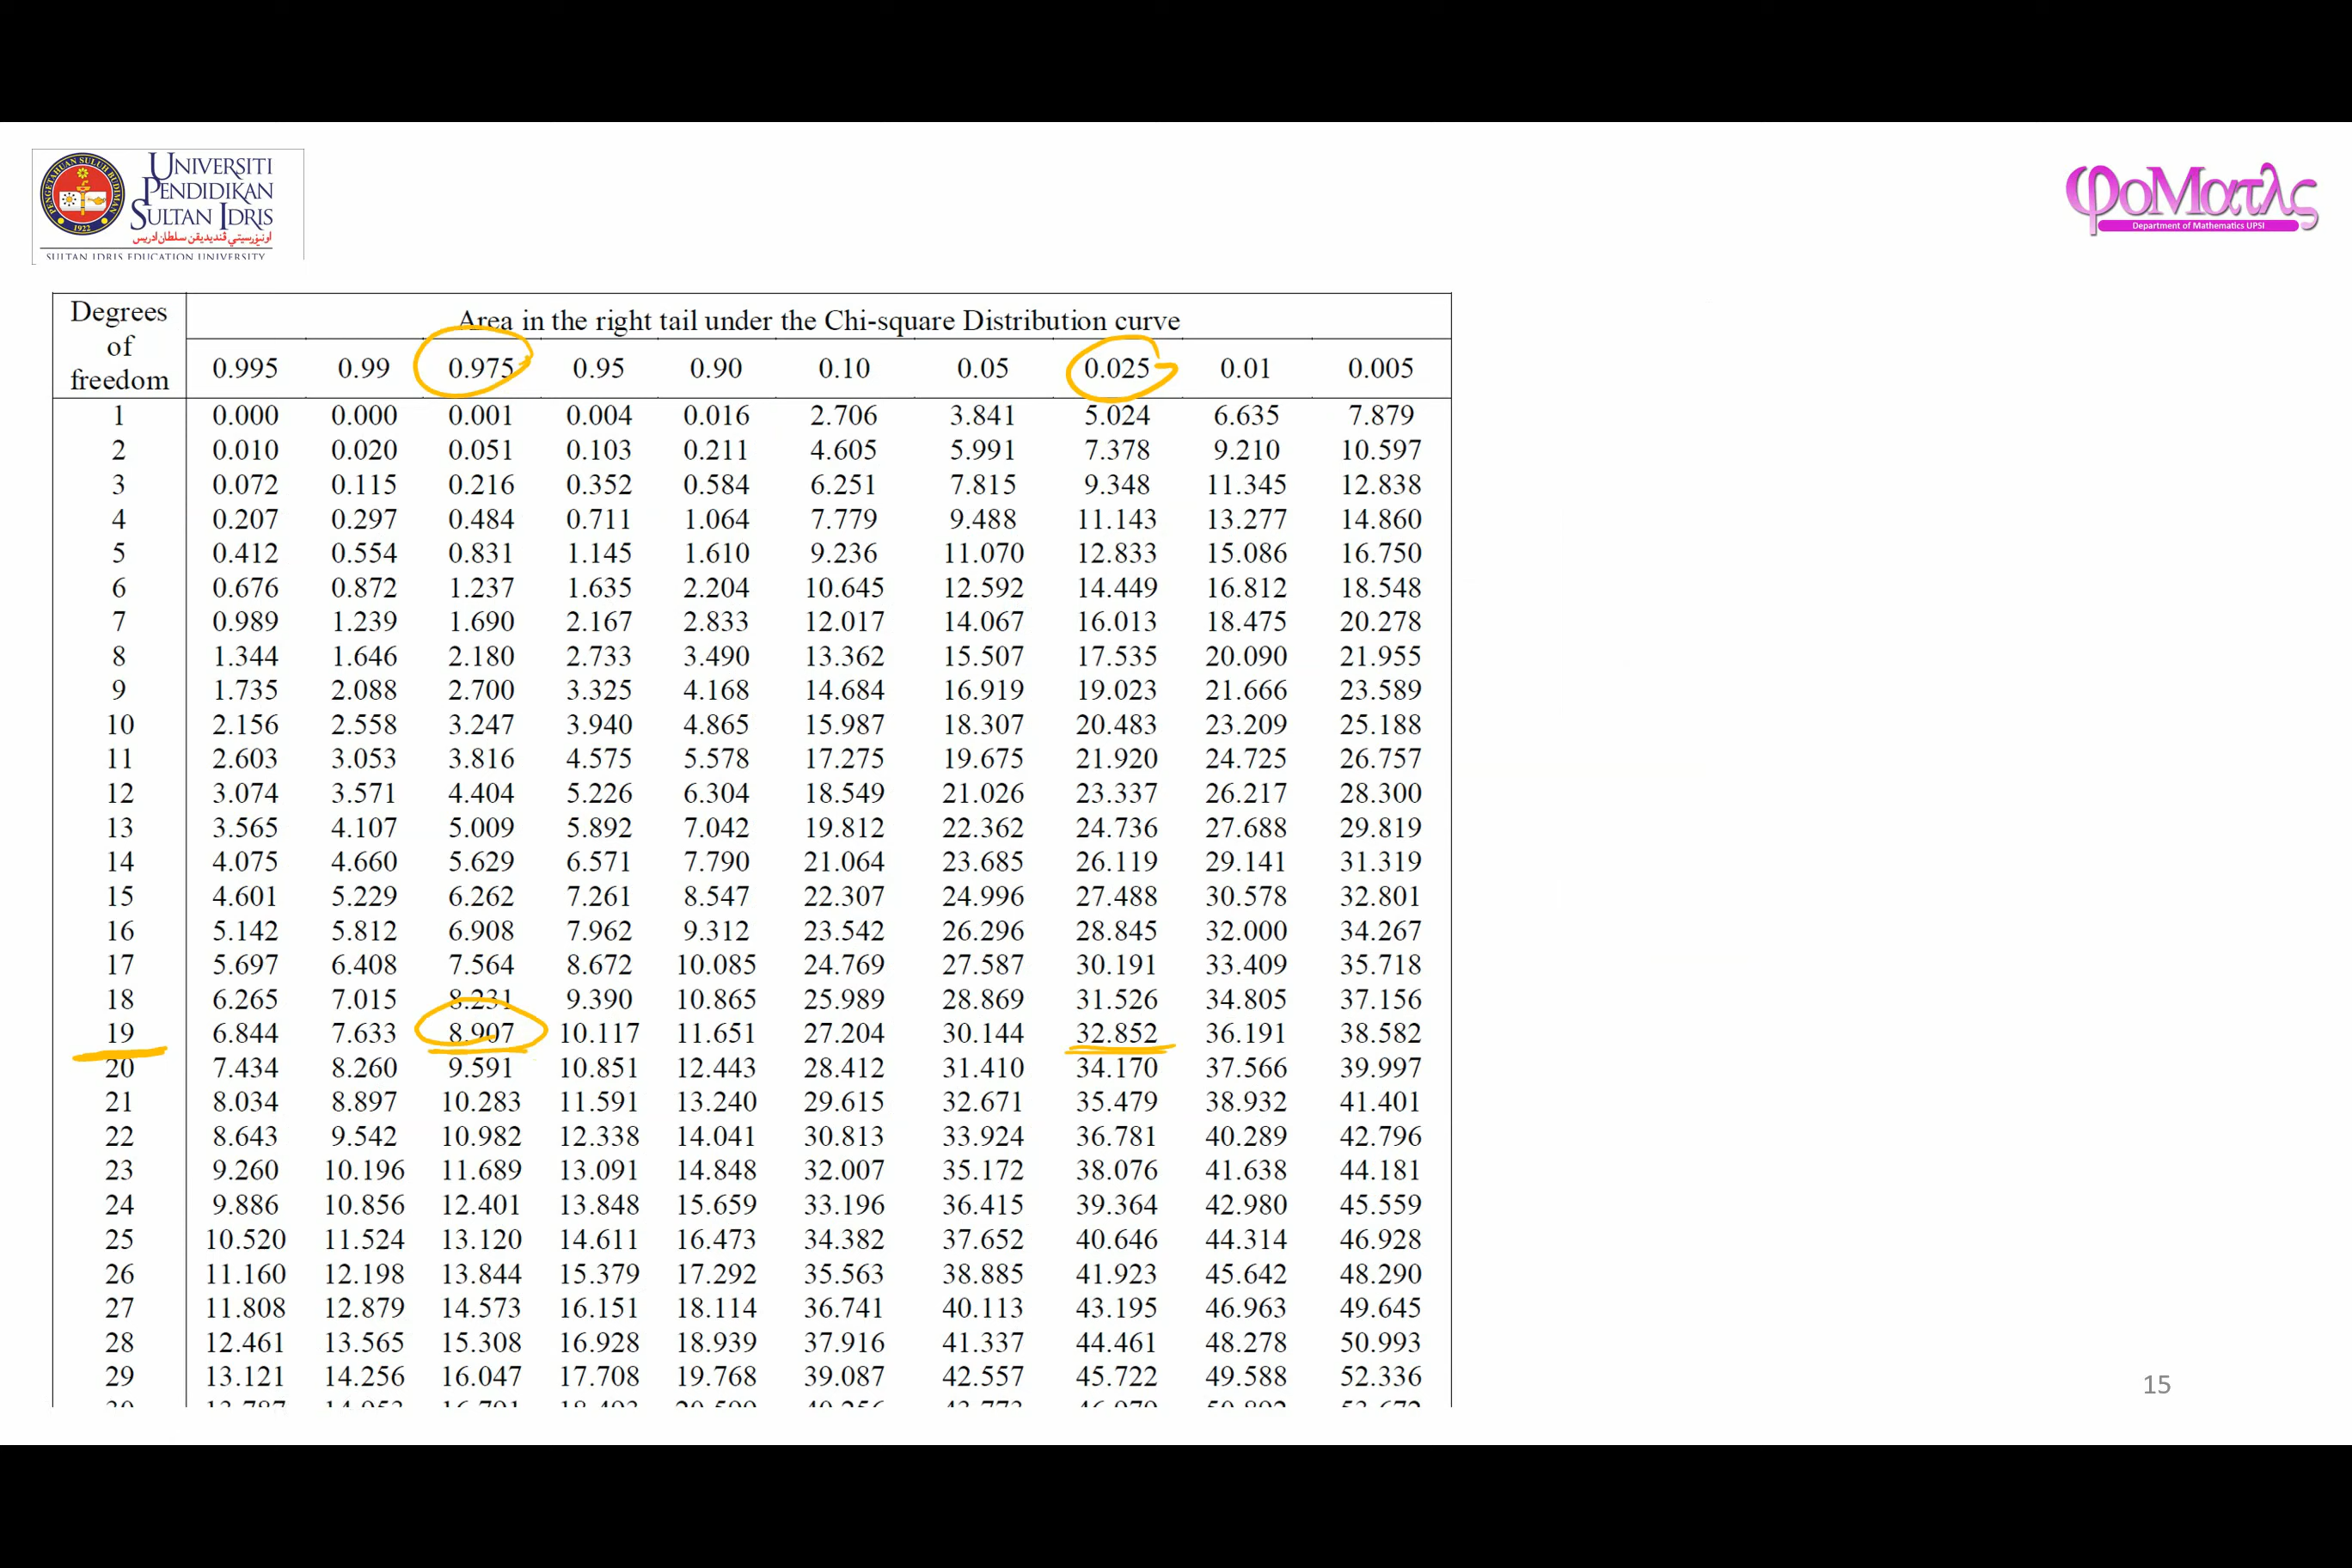 UNIVERSITI
PENDIDIKAN
SULTAN IDRIS
اونيۏرسيتي ڤنديديقن سلطان ادريس
SULTAN IDRIS EDUCATION UNIVERSITY
PENGETAHUAN SULUH BUDIMAN
1922
φοΜατλς
Department of Mathematics UPSI
Degrees of freedom
Area in the right tail under the Chi-square Distribution curve
0.995 0.99 0.975 0.95 0.90 0.10 0.05 0.025 0.01 0.005
1 0.000 0.000 0.001 0.004 0.016 2.706 3.841 5.024 6.635 7.879
2 0.010 0.020 0.051 0.103 0.211 4.605 5.991 7.378 9.210 10.597
3 0.072 0.115 0.216 0.352 0.584 6.251 7.815 9.348 11.345 12.838
4 0.207 0.297 0.484 0.711 1.064 7.779 9.488 11.143 13.277 14.860
5 0.412 0.554 0.831 1.145 1.610 9.236 11.070 12.833 15.086 16.750
6 0.676 0.872 1.237 1.635 2.204 10.645 12.592 14.449 16.812 18.548
7 0.989 1.239 1.690 2.167 2.833 12.017 14.067 16.013 18.475 20.278
8 1.344 1.646 2.180 2.733 3.490 13.362 15.507 17.535 20.090 21.955
9 1.735 2.088 2.700 3.325 4.168 14.684 16.919 19.023 21.666 23.589
10 2.156 2.558 3.247 3.940 4.865 15.987 18.307 20.483 23.209 25.188
11 2.603 3.053 3.816 4.575 5.578 17.275 19.675 21.920 24.725 26.757
12 3.074 3.571 4.404 5.226 6.304 18.549 21.026 23.337 26.217 28.300
13 3.565 4.107 5.009 5.892 7.042 19.812 22.362 24.736 27.688 29.819
14 4.075 4.660 5.629 6.571 7.790 21.064 23.685 26.119 29.141 31.319
15 4.601 5.229 6.262 7.261 8.547 22.307 24.996 27.488 30.578 32.801
16 5.142 5.812 6.908 7.962 9.312 23.542 26.296 28.845 32.000 34.267
17 5.697 6.408 7.564 8.672 10.085 24.769 27.587 30.191 33.409 35.718
18 6.265 7.015 8.231 9.390 10.865 25.989 28.869 31.526 34.805 37.156
19 6.844 7.633 8.907 10.117 11.651 27.204 30.144 32.852 36.191 38.582
20 7.434 8.260 9.591 10.851 12.443 28.412 31.410 34.170 37.566 39.997
21 8.034 8.897 10.283 11.591 13.240 29.615 32.671 35.479 38.932 41.401
22 8.643 9.542 10.982 12.338 14.041 30.813 33.924 36.781 40.289 42.796
23 9.260 10.196 11.689 13.091 14.848 32.007 35.172 38.076 41.638 44.181
24 9.886 10.856 12.401 13.848 15.659 33.196 36.415 39.364 42.980 45.559
25 10.520 11.524 13.120 14.611 16.473 34.382 37.652 40.646 44.314 46.928
26 11.160 12.198 13.844 15.379 17.292 35.563 38.885 41.923 45.642 48.290
27 11.808 12.879 14.573 16.151 18.114 36.741 40.113 43.195 46.963 49.645
28 12.461 13.565 15.308 16.928 18.939 37.916 41.337 44.461 48.278 50.993
29 13.121 14.256 16.047 17.708 19.768 39.087 42.557 45.722 49.588 52.336
15